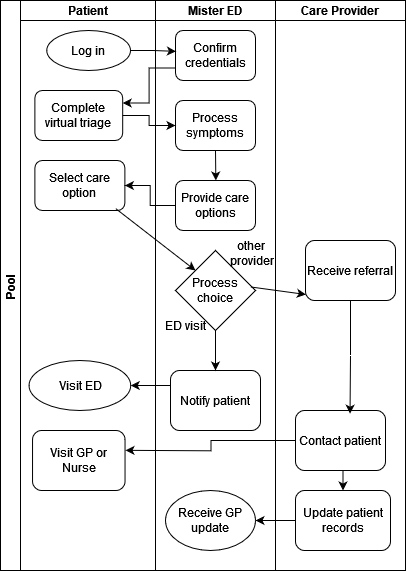 Patient
Mister ED
Care Provider
Pool
Log in
Confirm
credentials
Complete
virtual triage
Process
symptoms
Select care
option
Provide care
options
other
provider
Process
choice
Receive referral
ED visit
Visit ED
Notify patient
Contact patient
Visit GP or
Nurse
Receive GP
update
Update patient
records